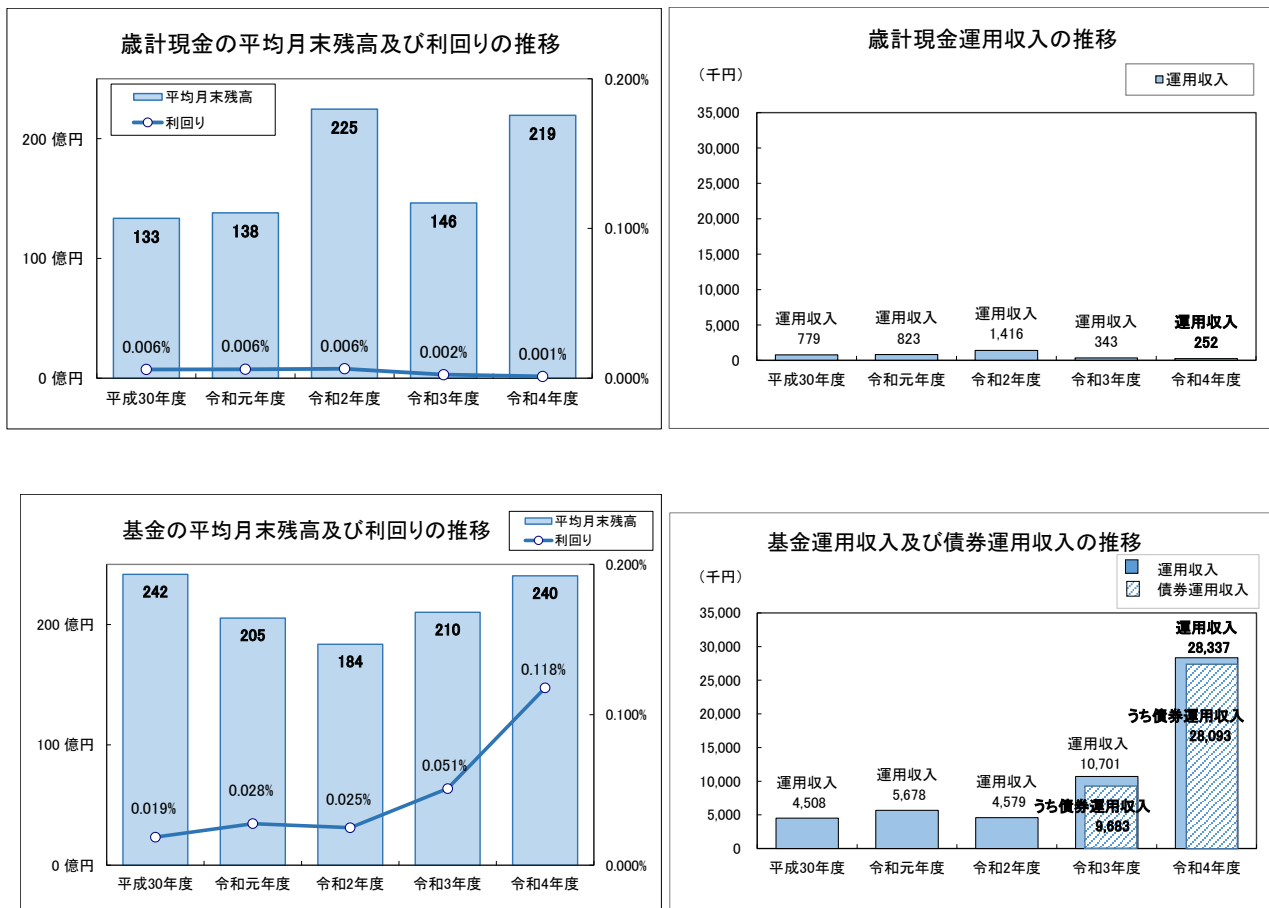 歳計現金の平均月末残高及び利回りの推移
平均月末残高
利回り
200 億円
100 億円
0 億円
0.200%
0.100%
0.000%
133
138
225
146
219
0.006%
0.006%
0.006%
0.002%
0.001%
平成30年度
令和元年度
令和2年度
令和3年度
令和4年度
歳計現金運用収入の推移
（千円）
運用収入
35,000
30,000
25,000
20,000
15,000
10,000
5,000
0
運用収入
779
運用収入
823
運用収入
1,416
運用収入
343
運用収入
252
平成30年度
令和元年度
令和2年度
令和3年度
令和4年度
基金の平均月末残高及び利回りの推移
平均月末残高
利回り
200 億円
100 億円
0 億円
0.200%
0.100%
0.000%
242
205
184
210
240
0.019%
0.028%
0.025%
0.051%
0.118%
平成30年度
令和元年度
令和2年度
令和3年度
令和4年度
基金運用収入及び債券運用収入の推移
（千円）
運用収入
債券運用収入
35,000
30,000
25,000
20,000
15,000
10,000
5,000
0
運用収入
4,508
運用収入
5,678
運用収入
4,579
運用収入
10,701
うち債券運用収入
9,683
運用収入
28,337
うち債券運用収入
28,093
平成30年度
令和元年度
令和2年度
令和3年度
令和4年度